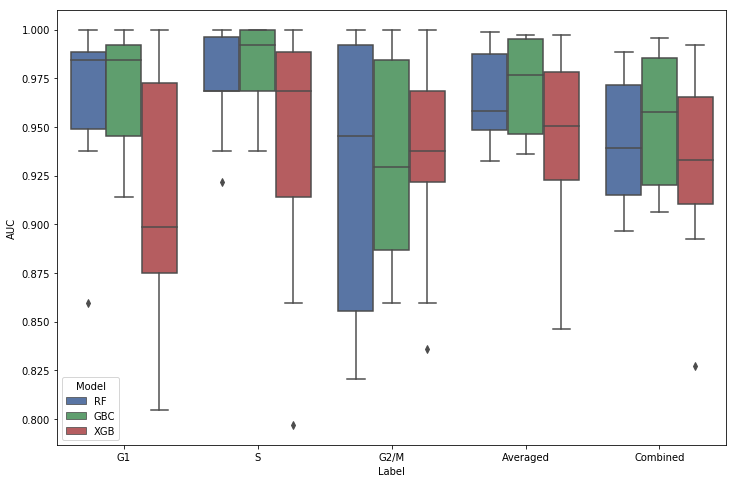 1.000
0.975
0.950
0.925
0.900
0.875
0.850
0.825
0.800
AUC
Model
RF
GBC
XGB
G1
S
G2/M
Averaged
Combined
Label